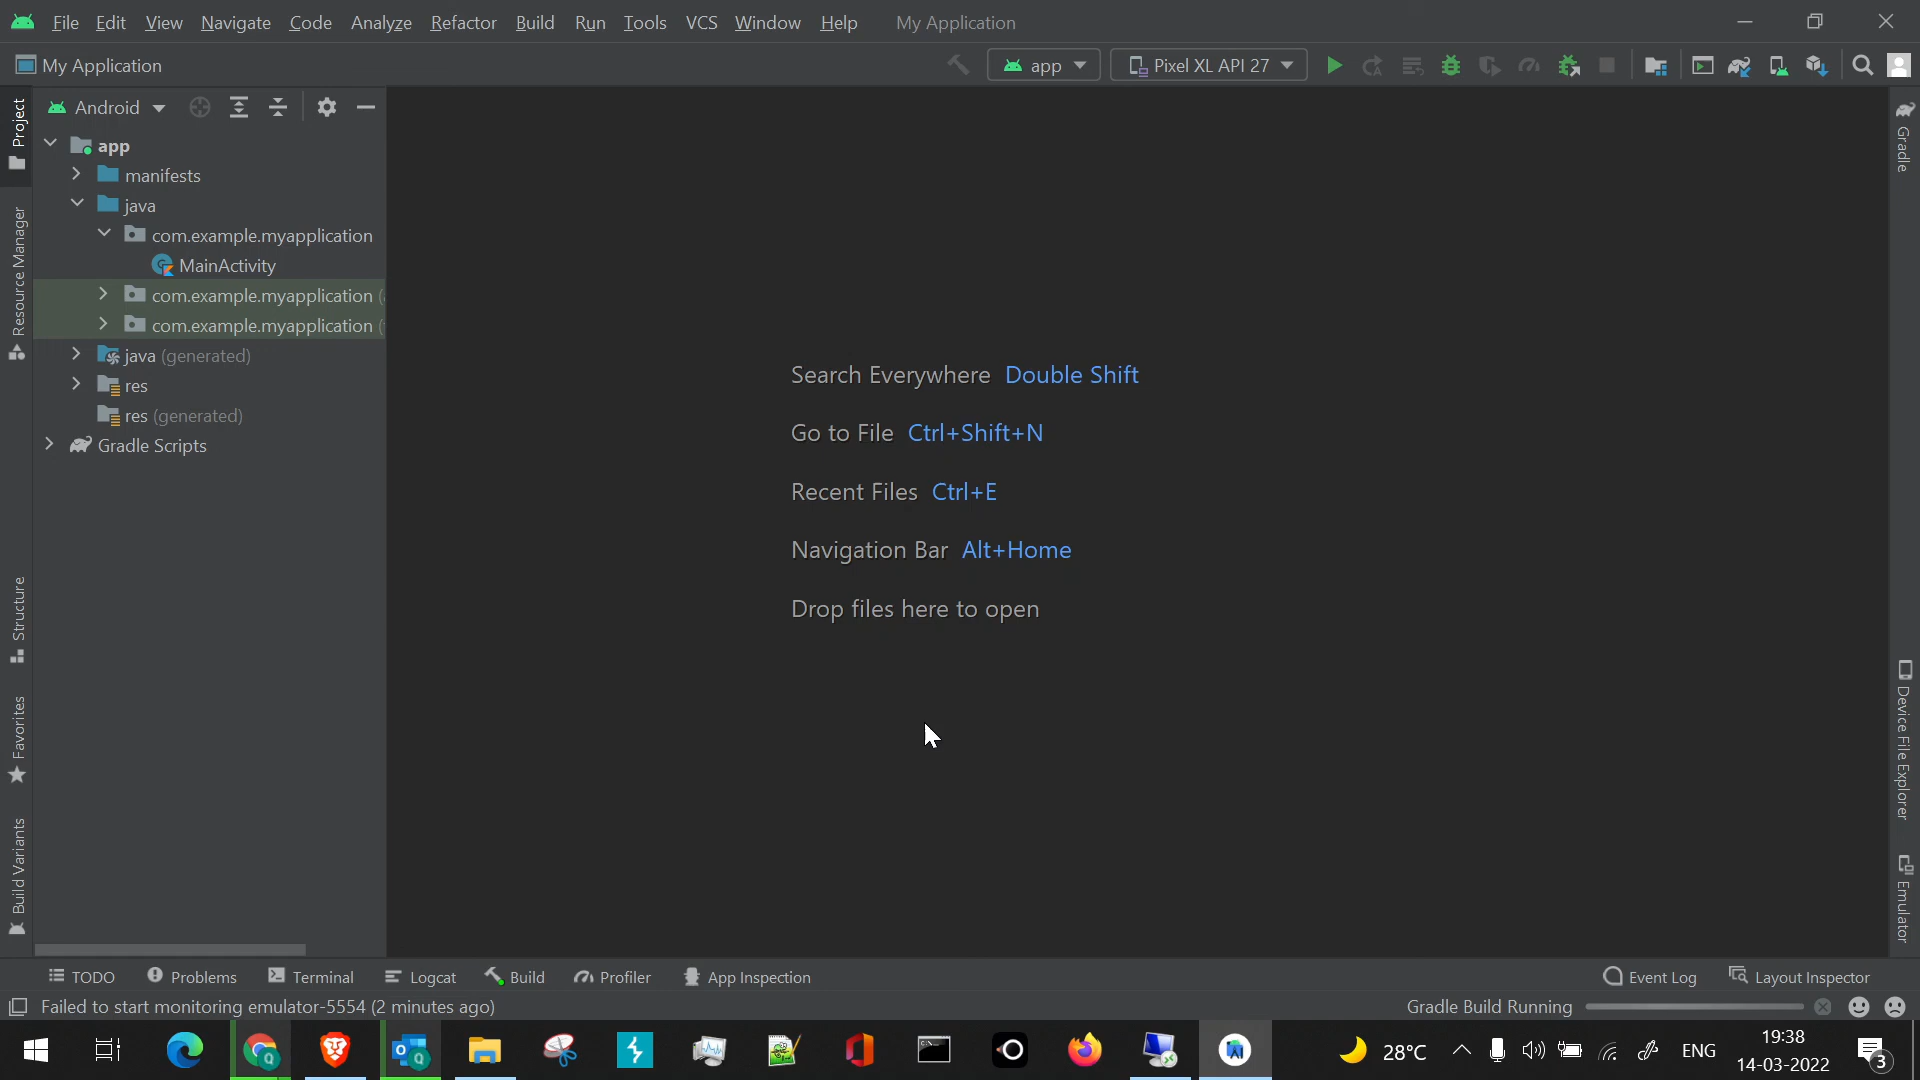 File Edit View Navigate Code Analyze Refactor Build Run Tools VCS Window Help My Application
My Application
app
Pixel XL API 27
Project
Android
app
manifests
java
com.example.myapplication
MainActivity
com.example.myapplication
com.example.myapplication
java (generated)
res
res (generated)
Gradle Scripts
Resource Manager
Structure
Favorites
Build Variants
Search Everywhere Double Shift
Go to File Ctrl+Shift+N
Recent Files Ctrl+E
Navigation Bar Alt+Home
Drop files here to open
Gradle
Device File Explorer
Emulator
TODO Problems Terminal Logcat Build Profiler App Inspection Event Log Layout Inspector
Failed to start monitoring emulator-5554 (2 minutes ago) Gradle Build Running
28°C ENG 19:38
14-03-2022 3